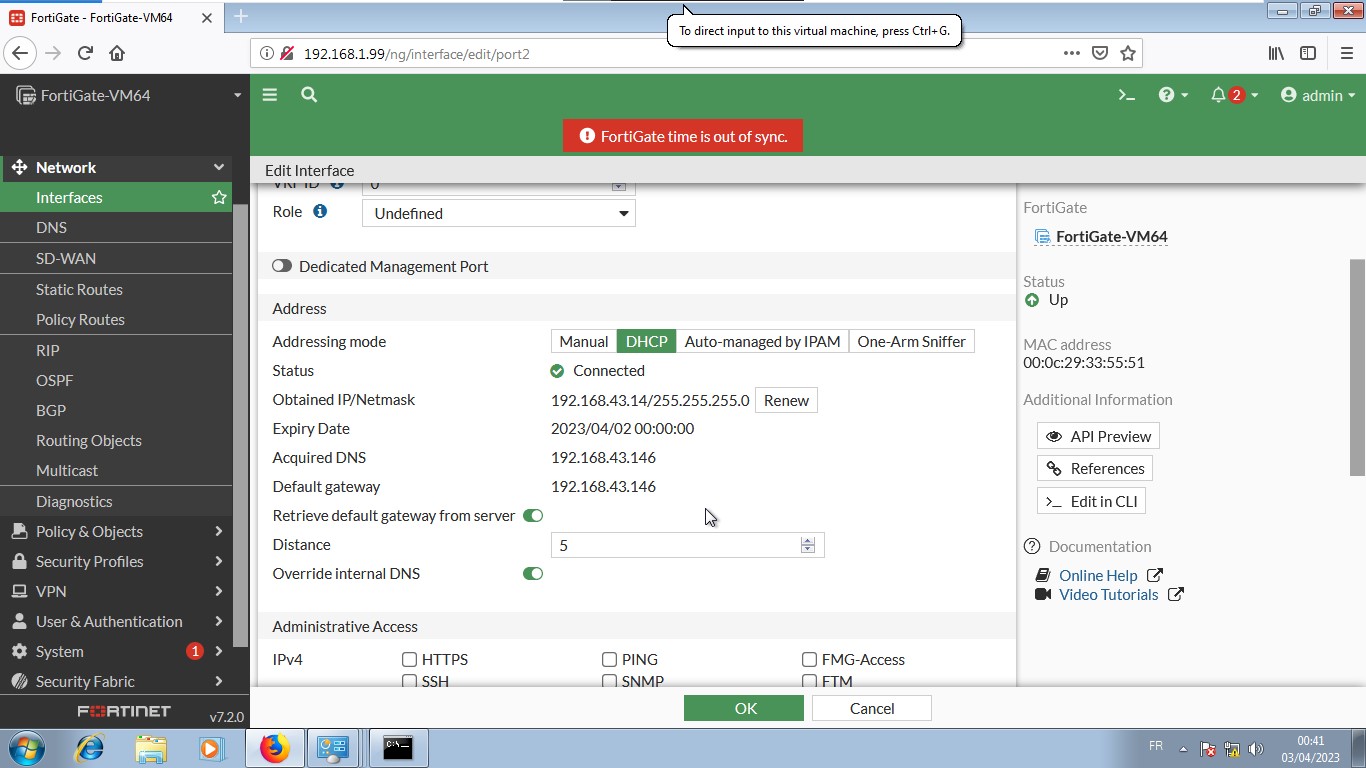 FortiGate - FortiGate-VM64
To direct input to this virtual machine, press Ctrl+G.
192.168.1.99/ng/interface/edit/port2
FortiGate-VM64
2
admin
FortiGate time is out of sync.
Network
Interfaces
DNS
SD-WAN
Static Routes
Policy Routes
RIP
OSPF
BGP
Routing Objects
Multicast
Diagnostics
Policy & Objects
Security Profiles
VPN
User & Authentication
System 1
Security Fabric
FORTINET v7.2.0
Edit Interface
VRF ID 0
Role Undefined
Dedicated Management Port
Address
Addressing mode Manual DHCP Auto-managed by IPAM One-Arm Sniffer
Status Connected
Obtained IP/Netmask 192.168.43.14/255.255.255.0 Renew
Expiry Date 2023/04/02 00:00:00
Acquired DNS 192.168.43.146
Default gateway 192.168.43.146
Retrieve default gateway from server
Distance 5
Override internal DNS
Administrative Access
IPv4 HTTPS PING FMG-Access
SSH SNMP FTM
OK Cancel
FortiGate
FortiGate-VM64
Status
Up
MAC address
00:0c:29:33:55:51
Additional Information
API Preview
References
Edit in CLI
Documentation
Online Help
Video Tutorials
FR
00:41
03/04/2023